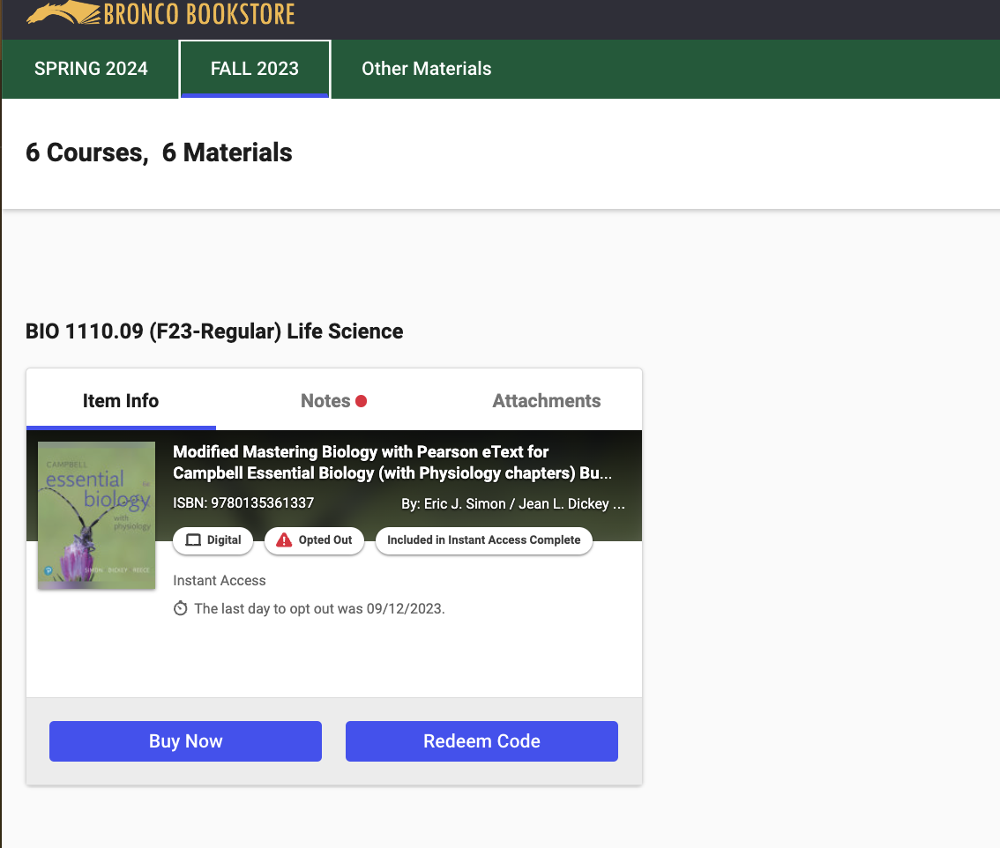 BRONCO BOOKSTORE
SPRING 2024
FALL 2023
Other Materials
6 Courses, 6 Materials
BIO 1110.09 (F23-Regular) Life Science
Item Info
Notes
Attachments
CAMPBELL
essential
biology
with
physiology
SIMON DICKEY REECE
Modified Mastering Biology with Pearson eText for
Campbell Essential Biology (with Physiology chapters) Bu...
ISBN: 9780135361337
By: Eric J. Simon / Jean L. Dickey ...
Digital
Opted Out
Included in Instant Access Complete
Instant Access
The last day to opt out was 09/12/2023.
Buy Now
Redeem Code